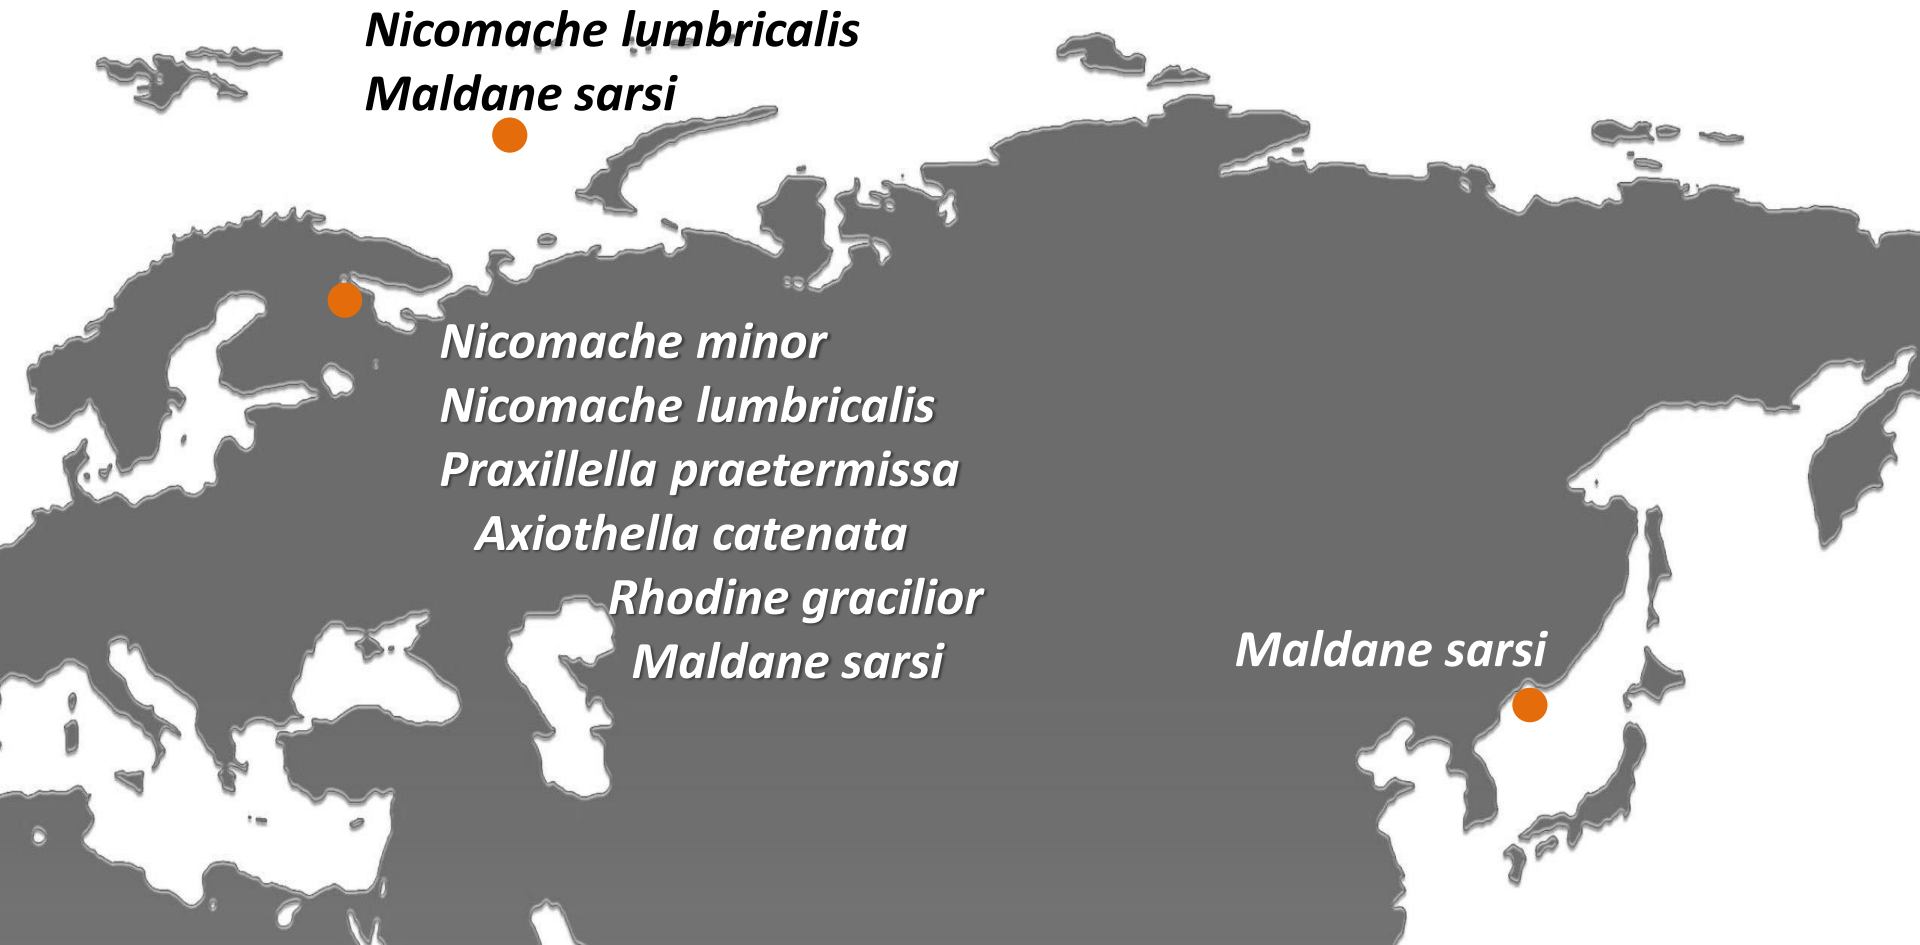 Nicomache lumbricalis
Maldane sarsi
Nicomache minor
Nicomache lumbricalis
Praxillella praetermissa
Axiothella catenata
Rhodine gracilior
Maldane sarsi
Maldane sarsi